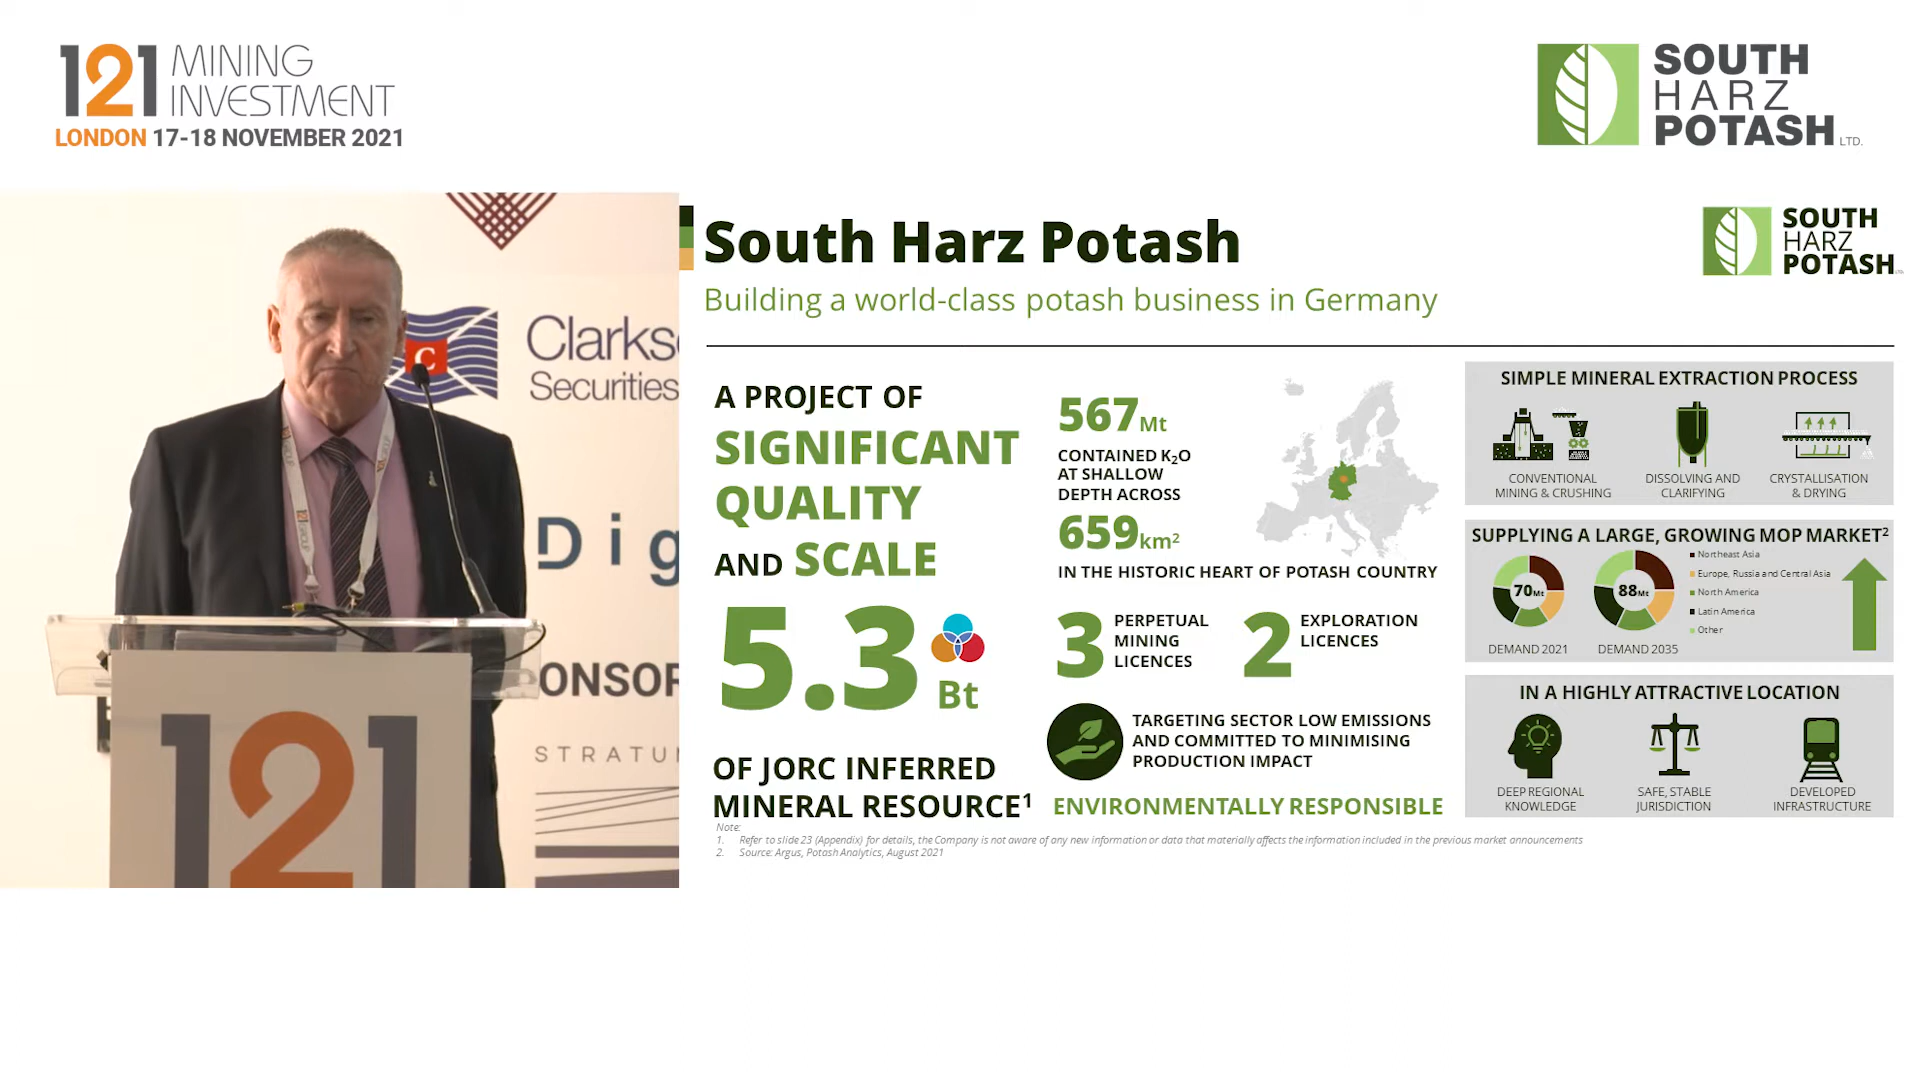 121 MINING
INVESTMENT
LONDON 17-18 NOVEMBER 2021
SOUTH
HARZ
POTASH LTD.
C
Clarks
Securities
Dig
ONSOR
STRATU
121
South Harz Potash
Building a world-class potash business in Germany
SOUTH
HARZ
POTASH
A PROJECT OF
SIGNIFICANT
QUALITY
AND SCALE
5.3
Bt
OF JORC INFERRED
MINERAL RESOURCE¹
567Mt
CONTAINED K₂O
AT SHALLOW
DEPTH ACROSS
659km²
IN THE HISTORIC HEART OF POTASH COUNTRY
3 PERPETUAL
MINING
LICENCES
2 EXPLORATION
LICENCES
TARGETING SECTOR LOW EMISSIONS
AND COMMITTED TO MINIMISING
PRODUCTION IMPACT
ENVIRONMENTALLY RESPONSIBLE
SIMPLE MINERAL EXTRACTION PROCESS
CONVENTIONAL
MINING & CRUSHING
DISSOLVING AND
CLARIFYING
CRYSTALLISATION
& DRYING
SUPPLYING A LARGE, GROWING MOP MARKET²
70Mt
88Mt
DEMAND 2021
DEMAND 2035
Northeast Asia
Europe, Russia and Central Asia
North America
Latin America
Other
IN A HIGHLY ATTRACTIVE LOCATION
DEEP REGIONAL
KNOWLEDGE
SAFE, STABLE
JURISDICTION
DEVELOPED
INFRASTRUCTURE
Note:
1. Refer to slide 23 (Appendix) for details, the Company is not aware of any new information or data that materially affects the information included in the previous market announcements
2. Source: Argus, Potash Analytics, August 2021